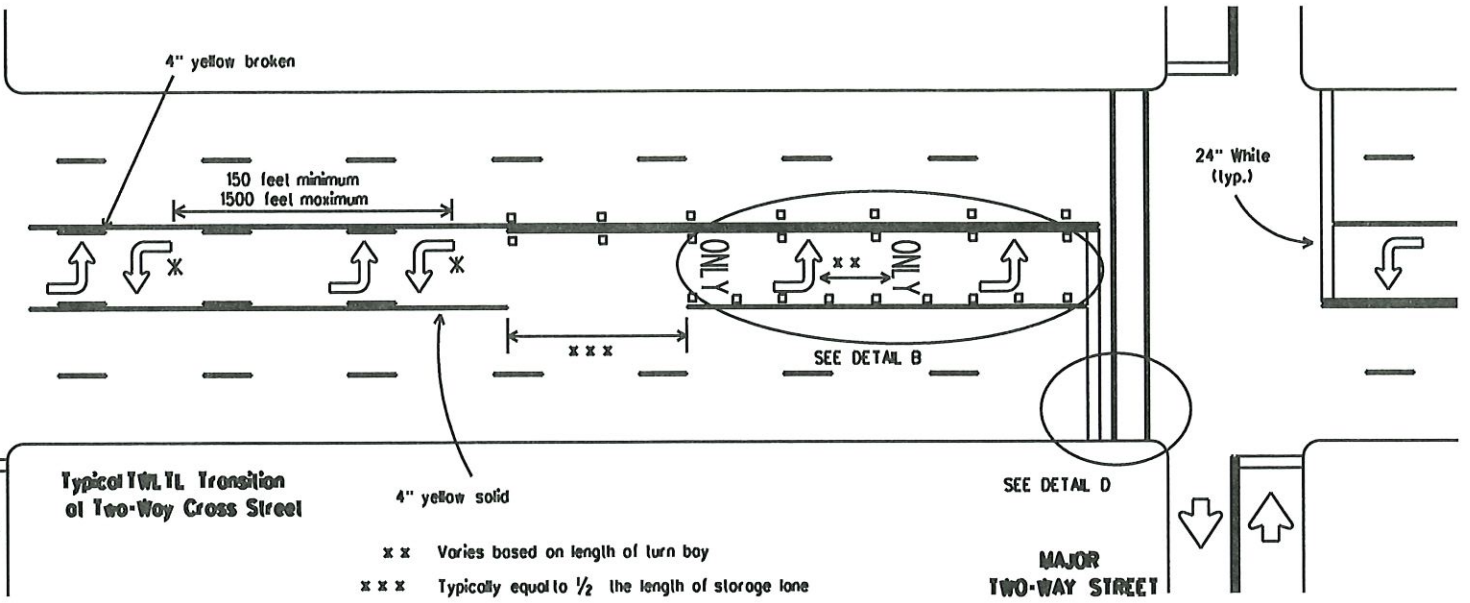 4" yellow broken
150 feet minimum
1500 feet maximum
24" White
(typ.)
ж
ж
ONLY
x x
ONLY
x x x
SEE DETAIL B
Typical TWLTL Transition
at Two-Way Cross Street
4" yellow solid
SEE DETAIL D
x x Varies based on length of turn bay
x x x Typically equal to 1/2 the length of storage lane
MAJOR
TWO-WAY STREET